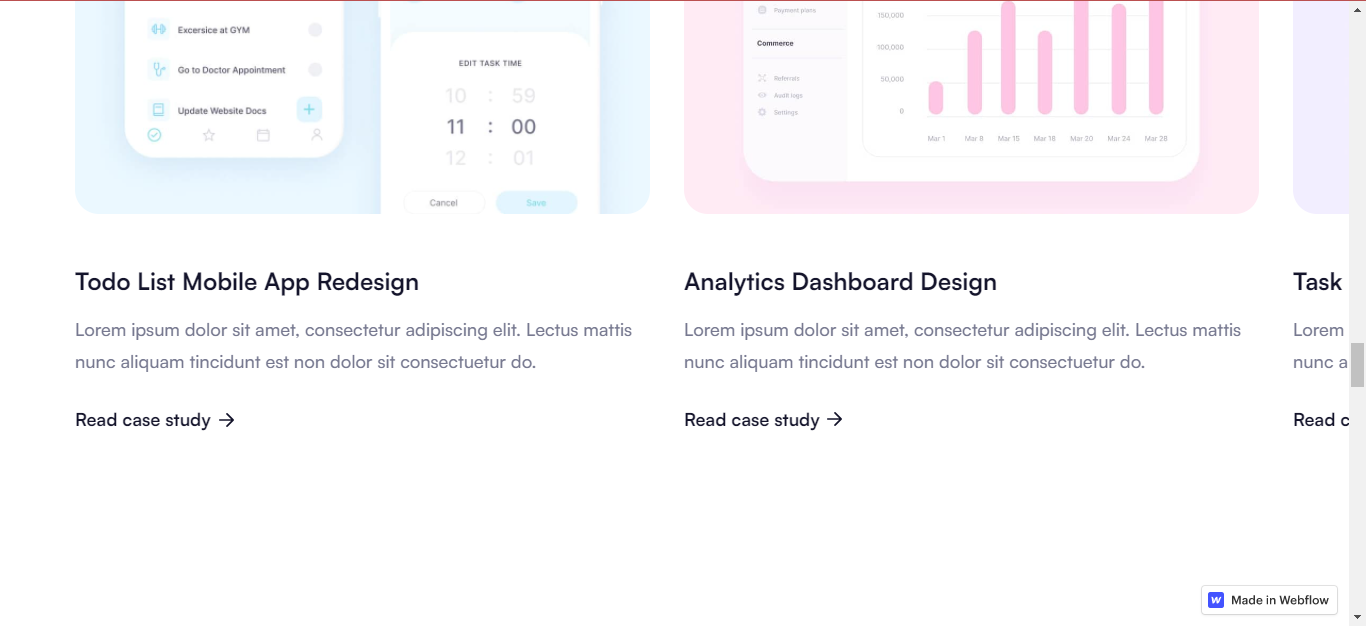 Excersice at GYM
Go to Doctor Appointment
Update Website Docs
EDIT TASK TIME
10 : 59
11 : 00
12 : 01
Cancel
Save
Payment plans
Commerce
Referrals
Audit logs
Settings
150,000
100,000
50,000
0
Mar 1
Mar 8
Mar 15
Mar 16
Mar 20
Mar 24
Mar 28
Todo List Mobile App Redesign
Lorem ipsum dolor sit amet, consectetur adipiscing elit. Lectus mattis
nunc aliquam tincidunt est non dolor sit consectuetur do.
Read case study
Analytics Dashboard Design
Lorem ipsum dolor sit amet, consectetur adipiscing elit. Lectus mattis
nunc aliquam tincidunt est non dolor sit consectuetur do.
Read case study
Task
Lorem
nunc a
Read c
Made in Webflow